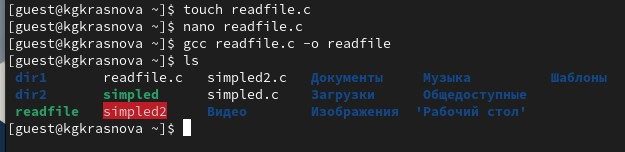 [guest@kgkrasnova ~]$ touch readfile.c
[guest@kgkrasnova ~]$ nano readfile.c
[guest@kgkrasnova ~]$ gcc readfile.c -o readfile
[guest@kgkrasnova ~]$ ls
dir1 readfile.c simpled2.c Документы Музыка Шаблоны
dir2 simpled simpled.c Загрузки Общедоступные
readfile simpled2 Видео Изображения 'Рабочий стол'
[guest@kgkrasnova ~]$